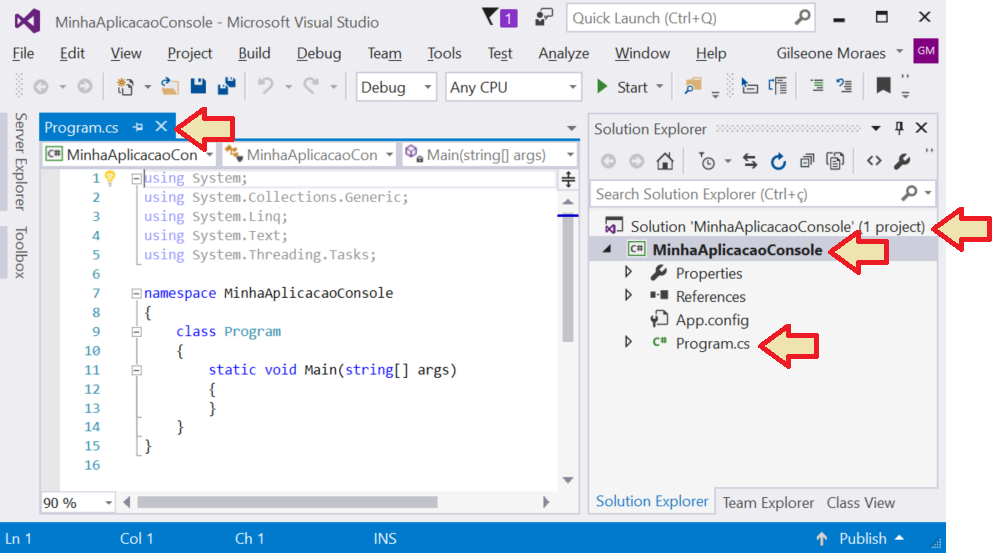 MinhaAplicacaoConsole - Microsoft Visual Studio
1
Quick Launch (Ctrl+Q)
File Edit View Project Build Debug Team Tools Test Analyze Window Help Gilseone Moraes GM
Debug Any CPU Start
Server Explorer
Toolbox
Program.cs
C# MinhaAplicacaoCon MinhaAplicacaoCon Main(string[] args)
1 using System;
2 using System.Collections.Generic;
3 using System.Linq;
4 using System.Text;
5 using System.Threading.Tasks;
6
7 namespace MinhaAplicacaoConsole
8 {
9 class Program
10 {
11 static void Main(string[] args)
12 {
13 }
14 }
15 }
16
90 %
Solution Explorer
Search Solution Explorer (Ctrl+ç)
Solution 'MinhaAplicacaoConsole' (1 project)
C# MinhaAplicacaoConsole
Properties
References
App.config
C# Program.cs
Solution Explorer Team Explorer Class View
Ln 1 Col 1 Ch 1 INS Publish